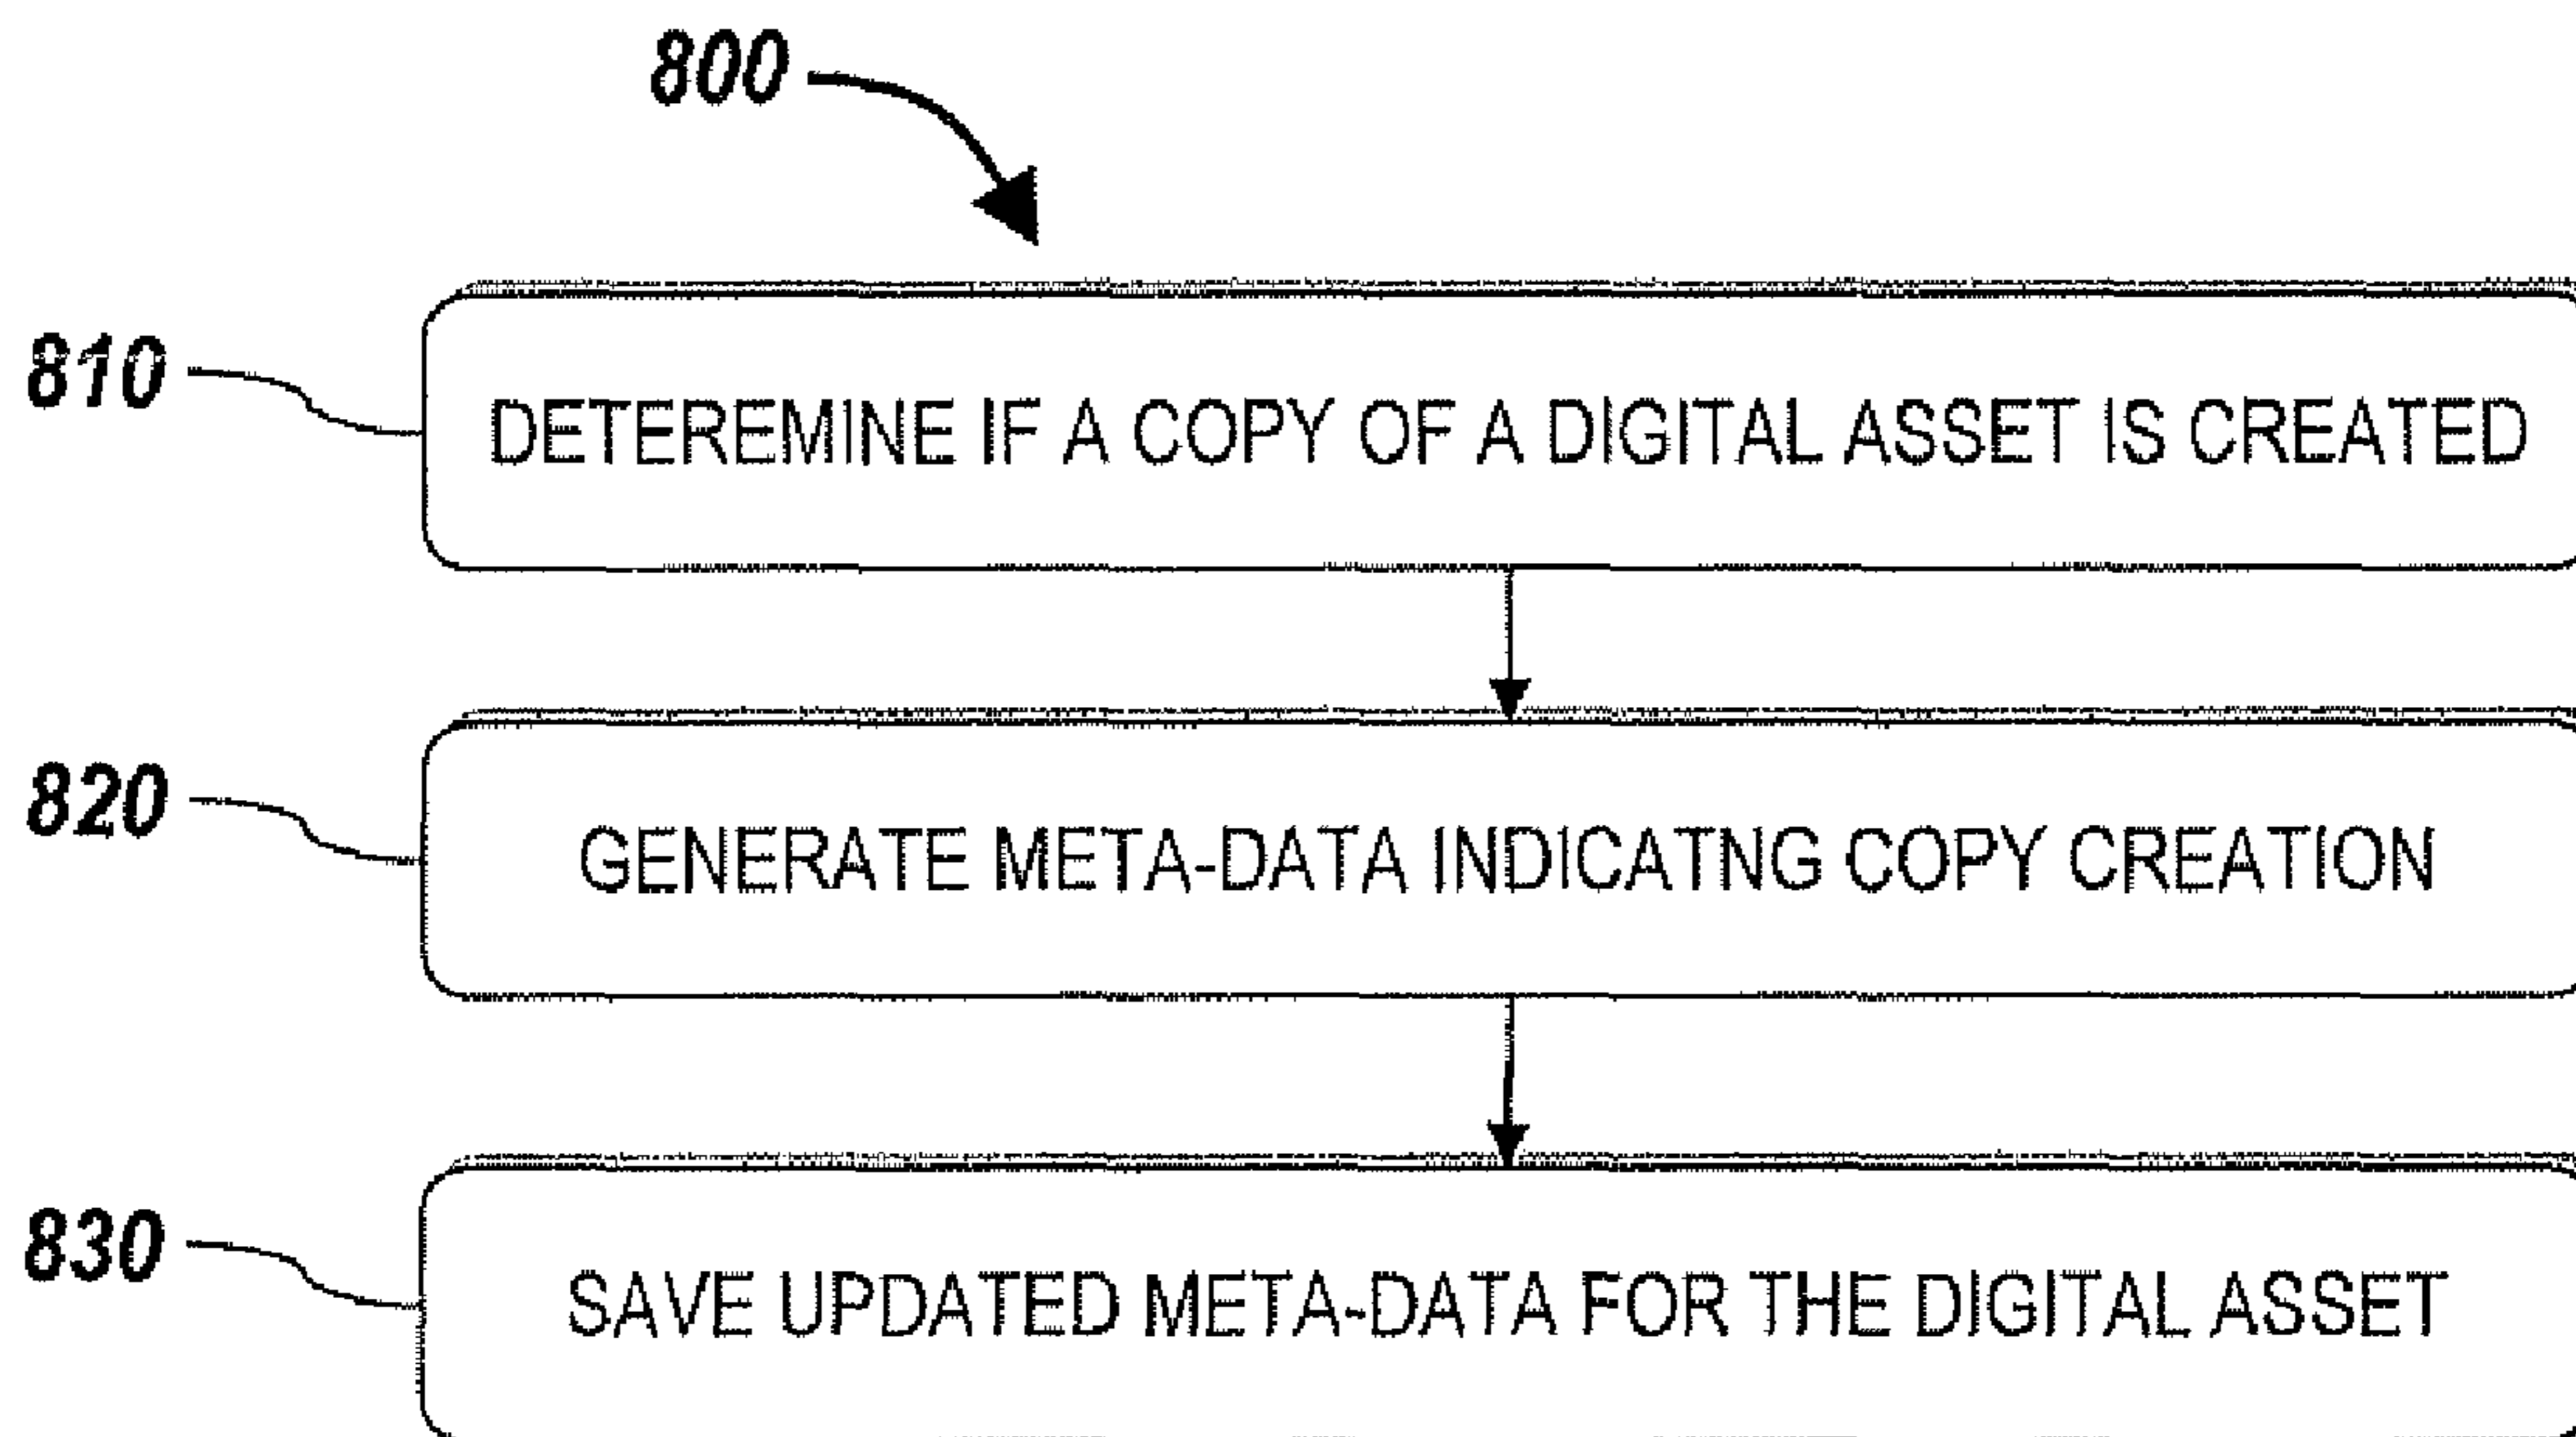 800
810
DETEREMINE IF A COPY OF A DIGITAL ASSET IS CREATED
820
GENERATE META-DATA INDICATNG COPY CREATION
830
SAVE UPDATED META-DATA FOR THE DIGITAL ASSET